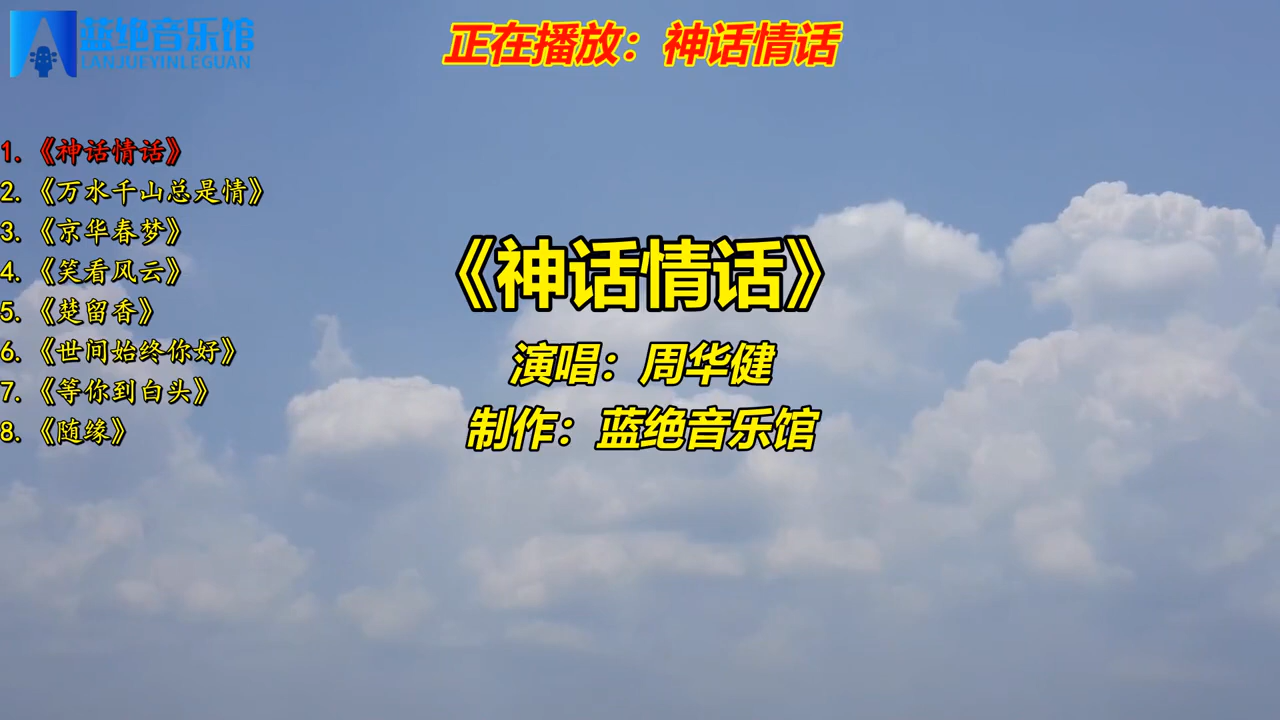 蓝绝音乐馆
LANJUEYINLEGUAN
正在播放：神话情话
1.《神话情话》
2.《万水千山总是情》
3.《京华春梦》
4.《笑看风云》
5.《楚留香》
6.《世间始终你好》
7.《等你到白头》
8.《随缘》
《神话情话》
演唱：周华健
制作：蓝绝音乐馆